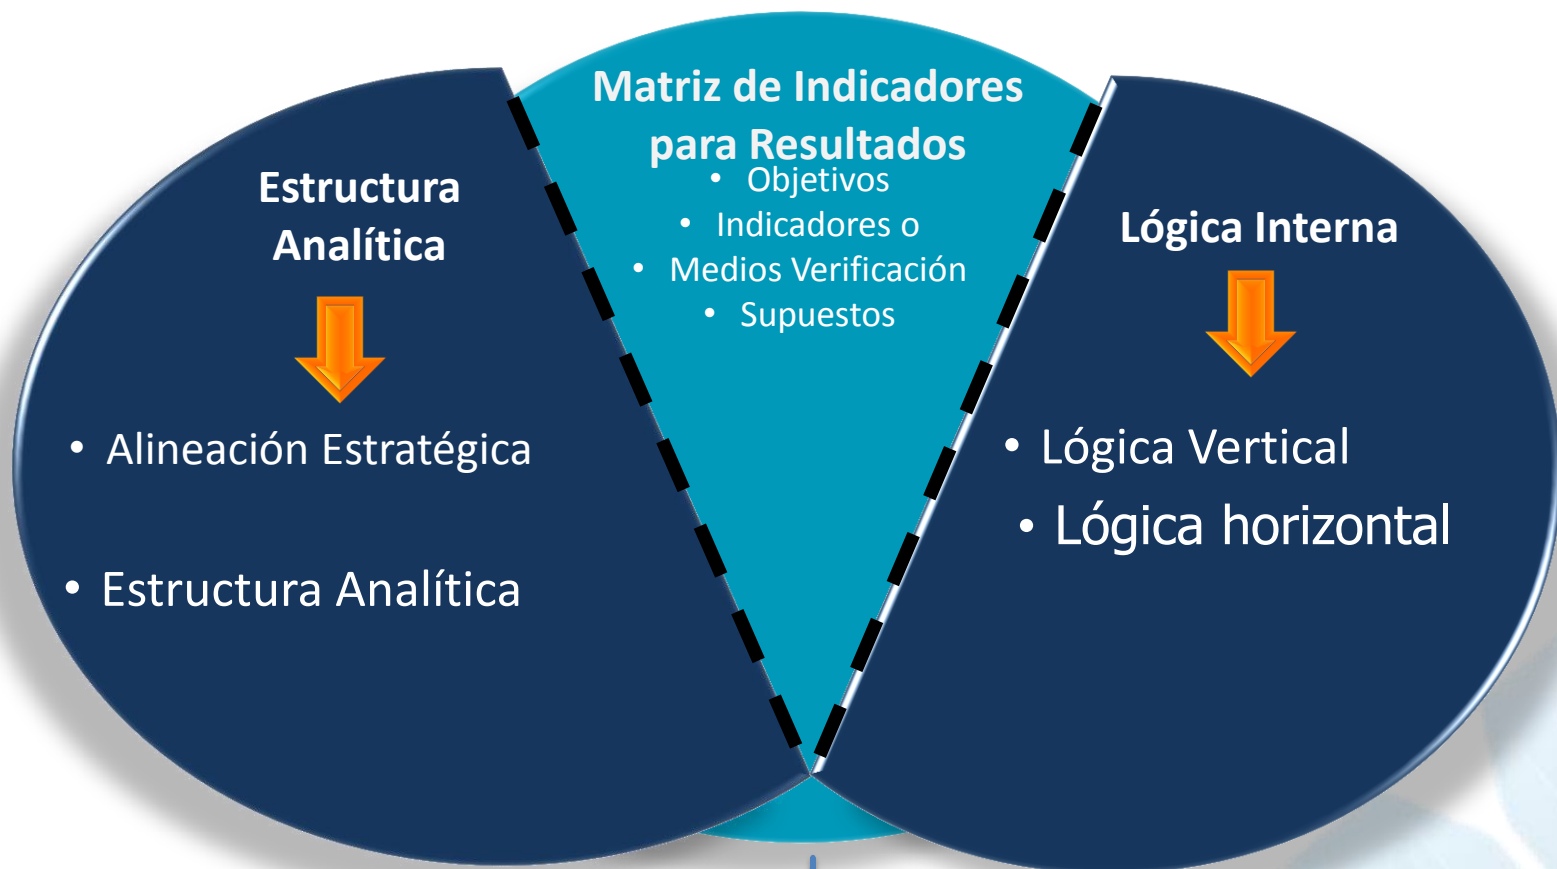 Estructura
Analítica
• Alineación Estratégica
• Estructura Analítica
Matriz de Indicadores
para Resultados
• Objetivos
• Indicadores o
• Medios Verificación
• Supuestos
Lógica Interna
• Lógica Vertical
• Lógica horizontal